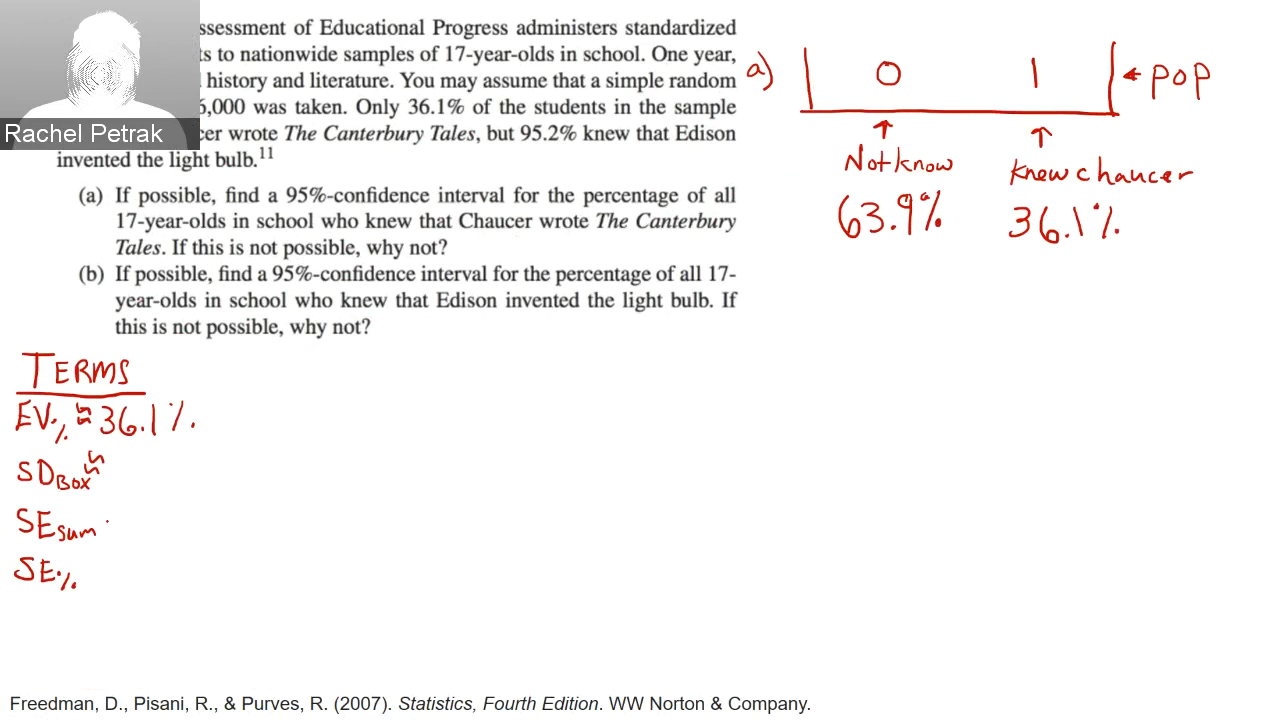 ssessment of Educational Progress administers standardized
s to nationwide samples of 17-year-olds in school. One year,
history and literature. You may assume that a simple random
6,000 was taken. Only 36.1% of the students in the sample
Rachel Petrak
cer wrote The Canterbury Tales, but 95.2% knew that Edison
invented the light bulb.11
(a) If possible, find a 95%-confidence interval for the percentage of all
17-year-olds in school who knew that Chaucer wrote The Canterbury
Tales. If this is not possible, why not?
(b) If possible, find a 95%-confidence interval for the percentage of all 17-
year-olds in school who knew that Edison invented the light bulb. If
this is not possible, why not?
a) 0 1 ← pop
↑ ↑
Not know Knew chaucer
63.9% 36.1%
TERMS
EV% ≈ 36.1%
SDBox ≈
SEsum
SE%
Freedman, D., Pisani, R., & Purves, R. (2007). Statistics, Fourth Edition. WW Norton & Company.